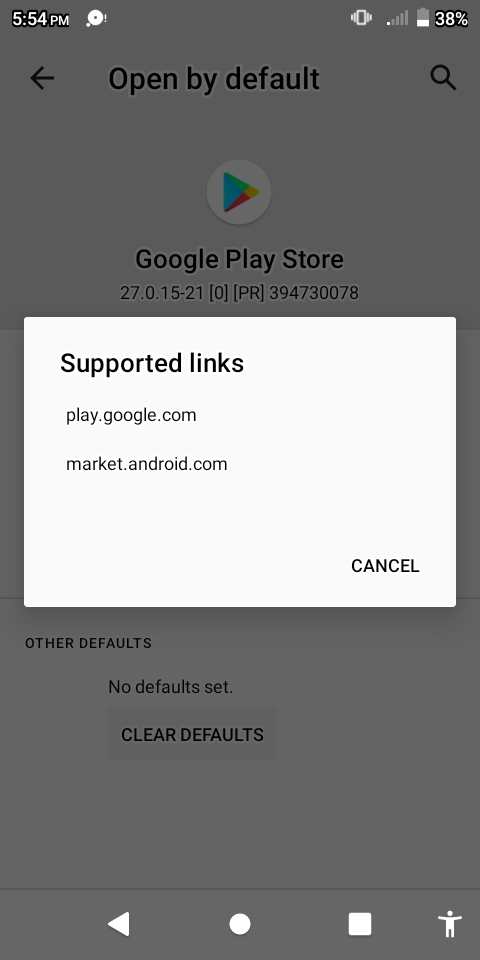 5:54 PM 38%
Open by default
Google Play Store
27.0.15-21 [0] [PR] 394730078
Supported links
play.google.com
market.android.com
CANCEL
OTHER DEFAULTS
No defaults set.
CLEAR DEFAULTS